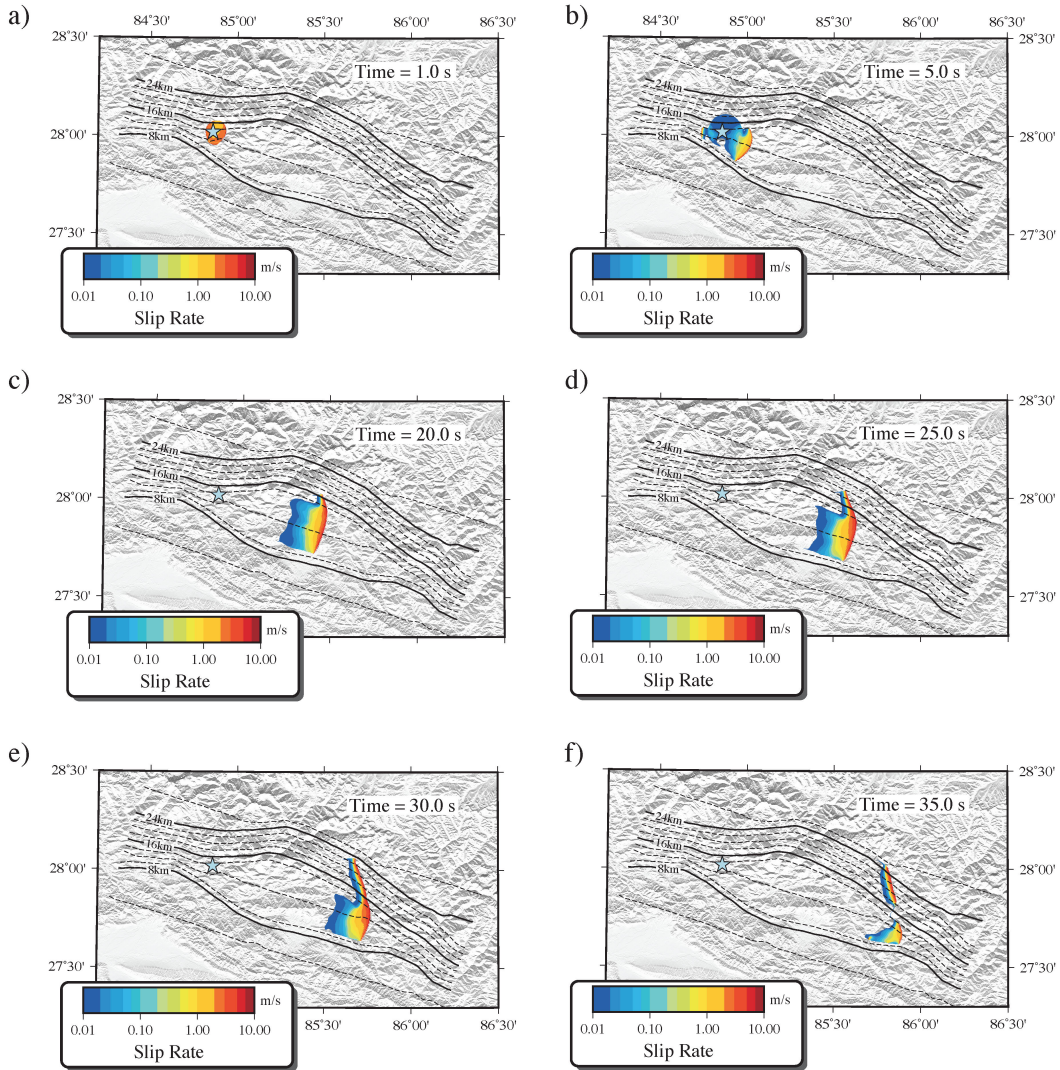 a)
84°30' 85°00' 85°30' 86°00' 86°30'
28°30'
28°00'
27°30'
Time = 1.0 s
24km
16km
8km
m/s
0.01 0.10 1.00 10.00
Slip Rate
b)
84°30' 85°00' 85°30' 86°00' 86°30'
28°30'
28°00'
27°30'
Time = 5.0 s
24km
16km
8km
m/s
0.01 0.10 1.00 10.00
Slip Rate
c)
28°30'
28°00'
27°30'
Time = 20.0 s
24km
16km
8km
m/s
0.01 0.10 1.00 10.00
Slip Rate
d)
28°30'
28°00'
27°30'
Time = 25.0 s
24km
16km
8km
m/s
0.01 0.10 1.00 10.00
Slip Rate
e)
28°30'
28°00'
27°30'
Time = 30.0 s
24km
16km
8km
m/s
0.01 0.10 1.00 10.00
Slip Rate
85°30' 86°00' 86°30'
f)
28°30'
28°00'
27°30'
Time = 35.0 s
24km
16km
8km
m/s
0.01 0.10 1.00 10.00
Slip Rate
85°30' 86°00' 86°30'